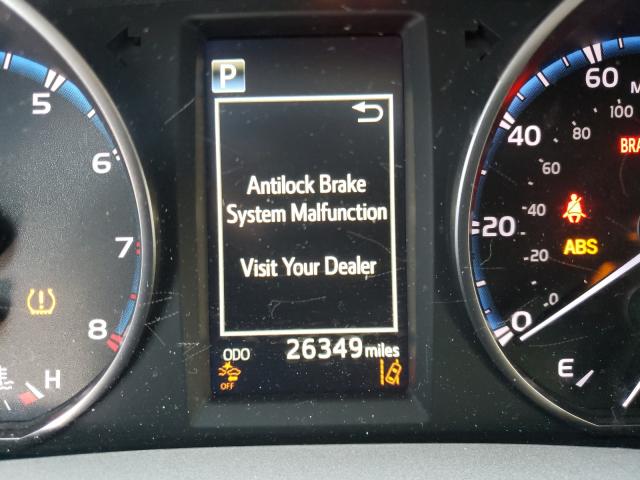 P
Antilock Brake
System Malfunction
Visit Your Dealer
ODO 26349 miles
OFF
5
6
7
8
H
60
100
80
40
60
40
20
20
0
0
ABS
E